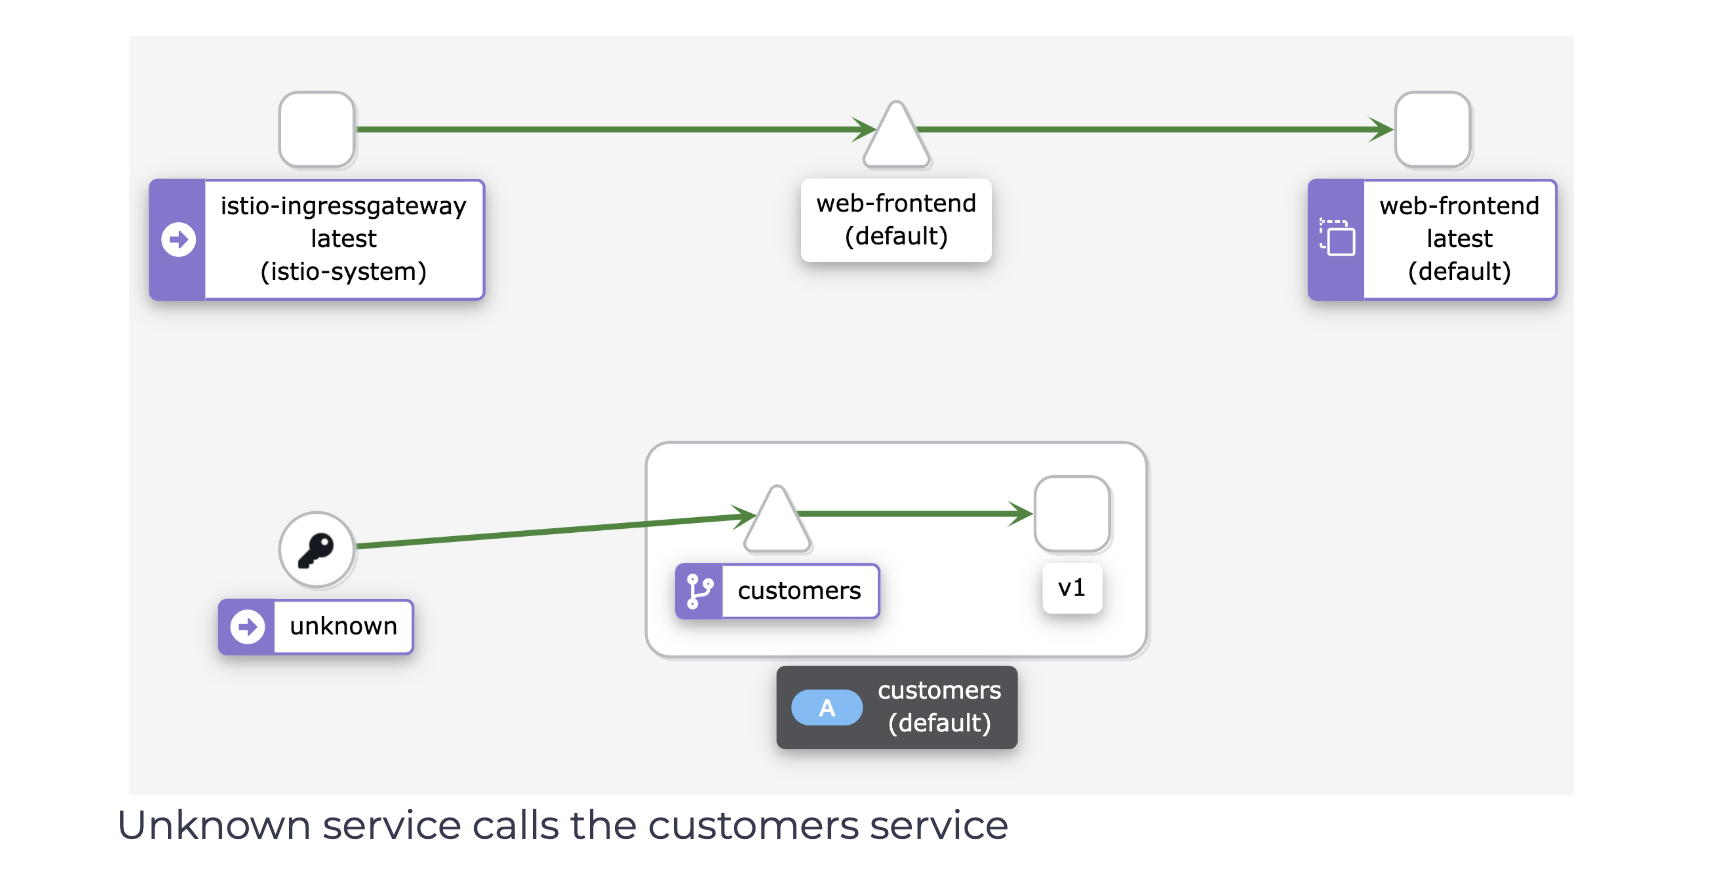 istio-ingressgateway
latest
(istio-system)
web-frontend
(default)
web-frontend
latest
(default)
unknown
customers
v1
A
customers
(default)
Unknown service calls the customers service